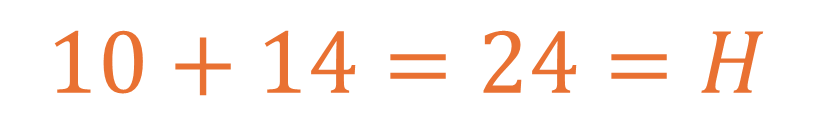 10 + 14 = 24 = H